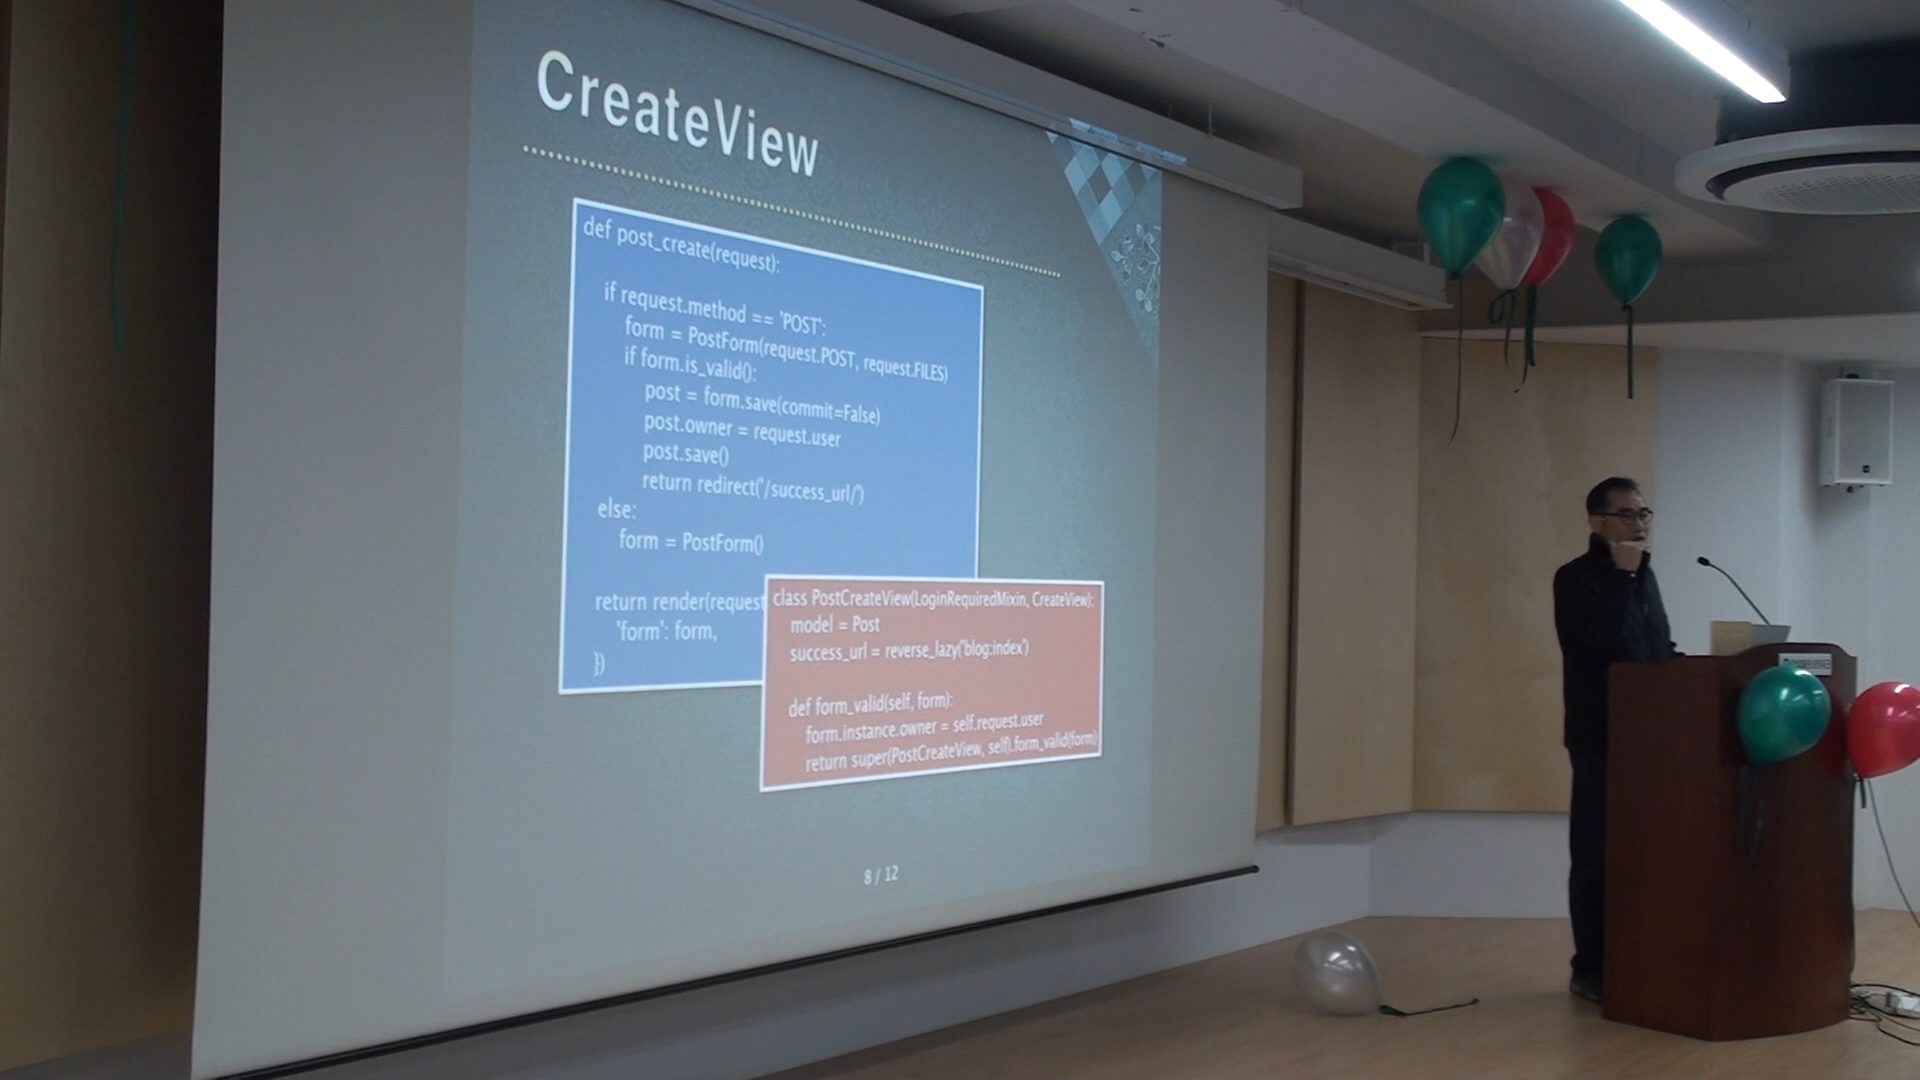 CreateView
def post_create(request):
if request.method == 'POST':
form = PostForm(request.POST, request.FILES)
if form.is_valid():
post = form.save(commit=False)
post.owner = request.user
post.save()
return redirect('/success_url/')
else:
form = PostForm()
return render(request
'form': form,
})
class PostCreateView(LoginRequiredMixin, CreateView):
model = Post
success_url = reverse_lazy('blog:index')
def form_valid(self, form):
form.instance.owner = self.request.user
return super(PostCreateView, self).form_valid(form)
8 / 12